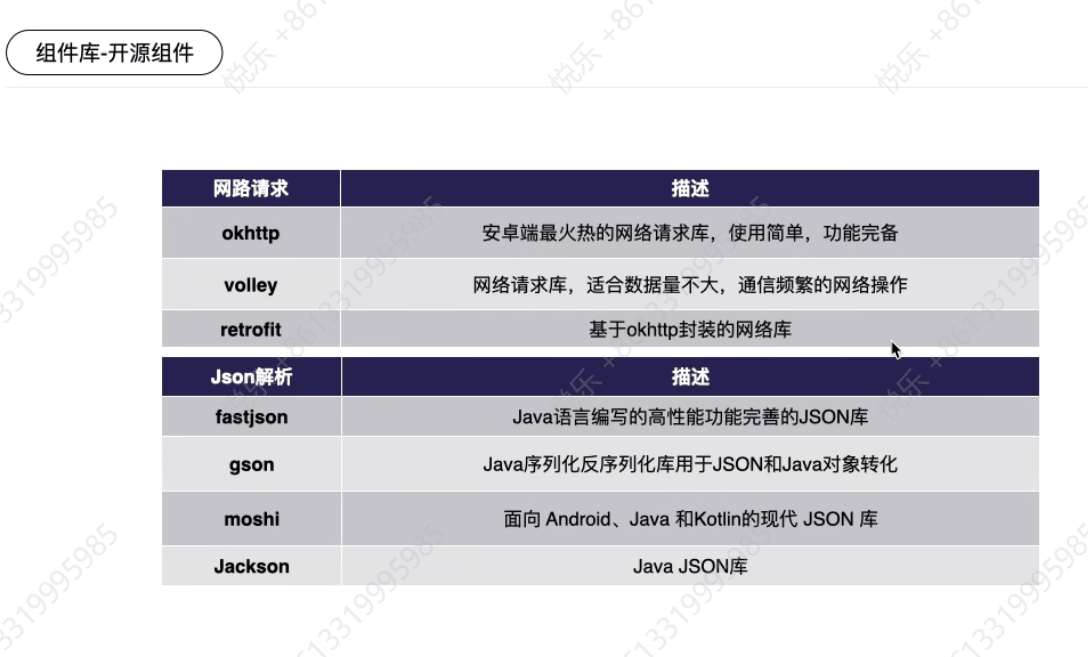 组件库-开源组件
悦乐 +861
悦乐 +861
悦乐 +861
网路请求 描述
okhttp 安卓端最火热的网络请求库，使用简单，功能完备
volley 网络请求库，适合数据量不大，通信频繁的网络操作
retrofit 基于okhttp封装的网络库
Json解析 描述
fastjson Java语言编写的高性能功能完善的JSON库
gson Java序列化反序列化库用于JSON和Java对象转化
moshi 面向 Android、Java 和Kotlin的现代 JSON 库
Jackson Java JSON库